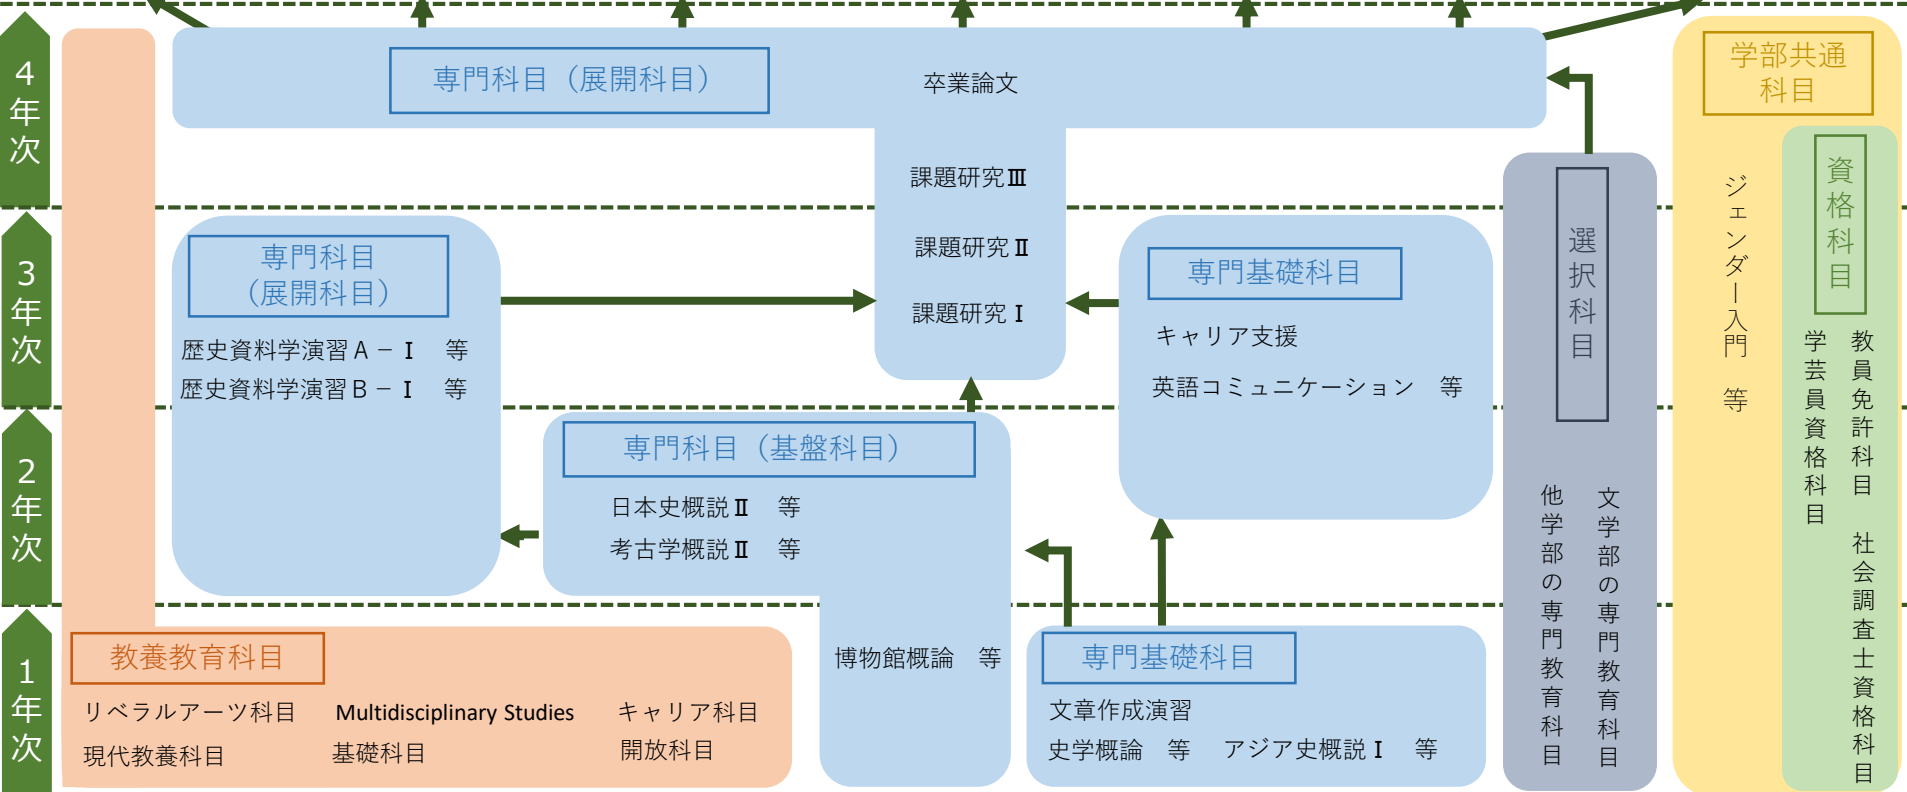 4年次
専門科目（展開科目）
卒業論文
課題研究Ⅲ
3年次
専門科目
（展開科目）
歴史資料学演習Ａ－Ⅰ　等
歴史資料学演習Ｂ－Ⅰ　等
課題研究Ⅱ
課題研究Ⅰ
専門基礎科目
キャリア支援
英語コミュニケーション　等
2年次
専門科目（基盤科目）
日本史概説Ⅱ　等
考古学概説Ⅱ　等
1年次
教養教育科目
リベラルアーツ科目　Multidisciplinary Studies　キャリア科目
現代教養科目　基礎科目　開放科目
博物館概論　等
専門基礎科目
文章作成演習
史学概論　等　アジア史概説Ⅰ　等
選択科目
文学部の専門教育科目
他学部の専門教育科目
学部共通
科目
ジェンダー入門　等
資格科目
教員免許科目　社会調査士資格科目
学芸員資格科目